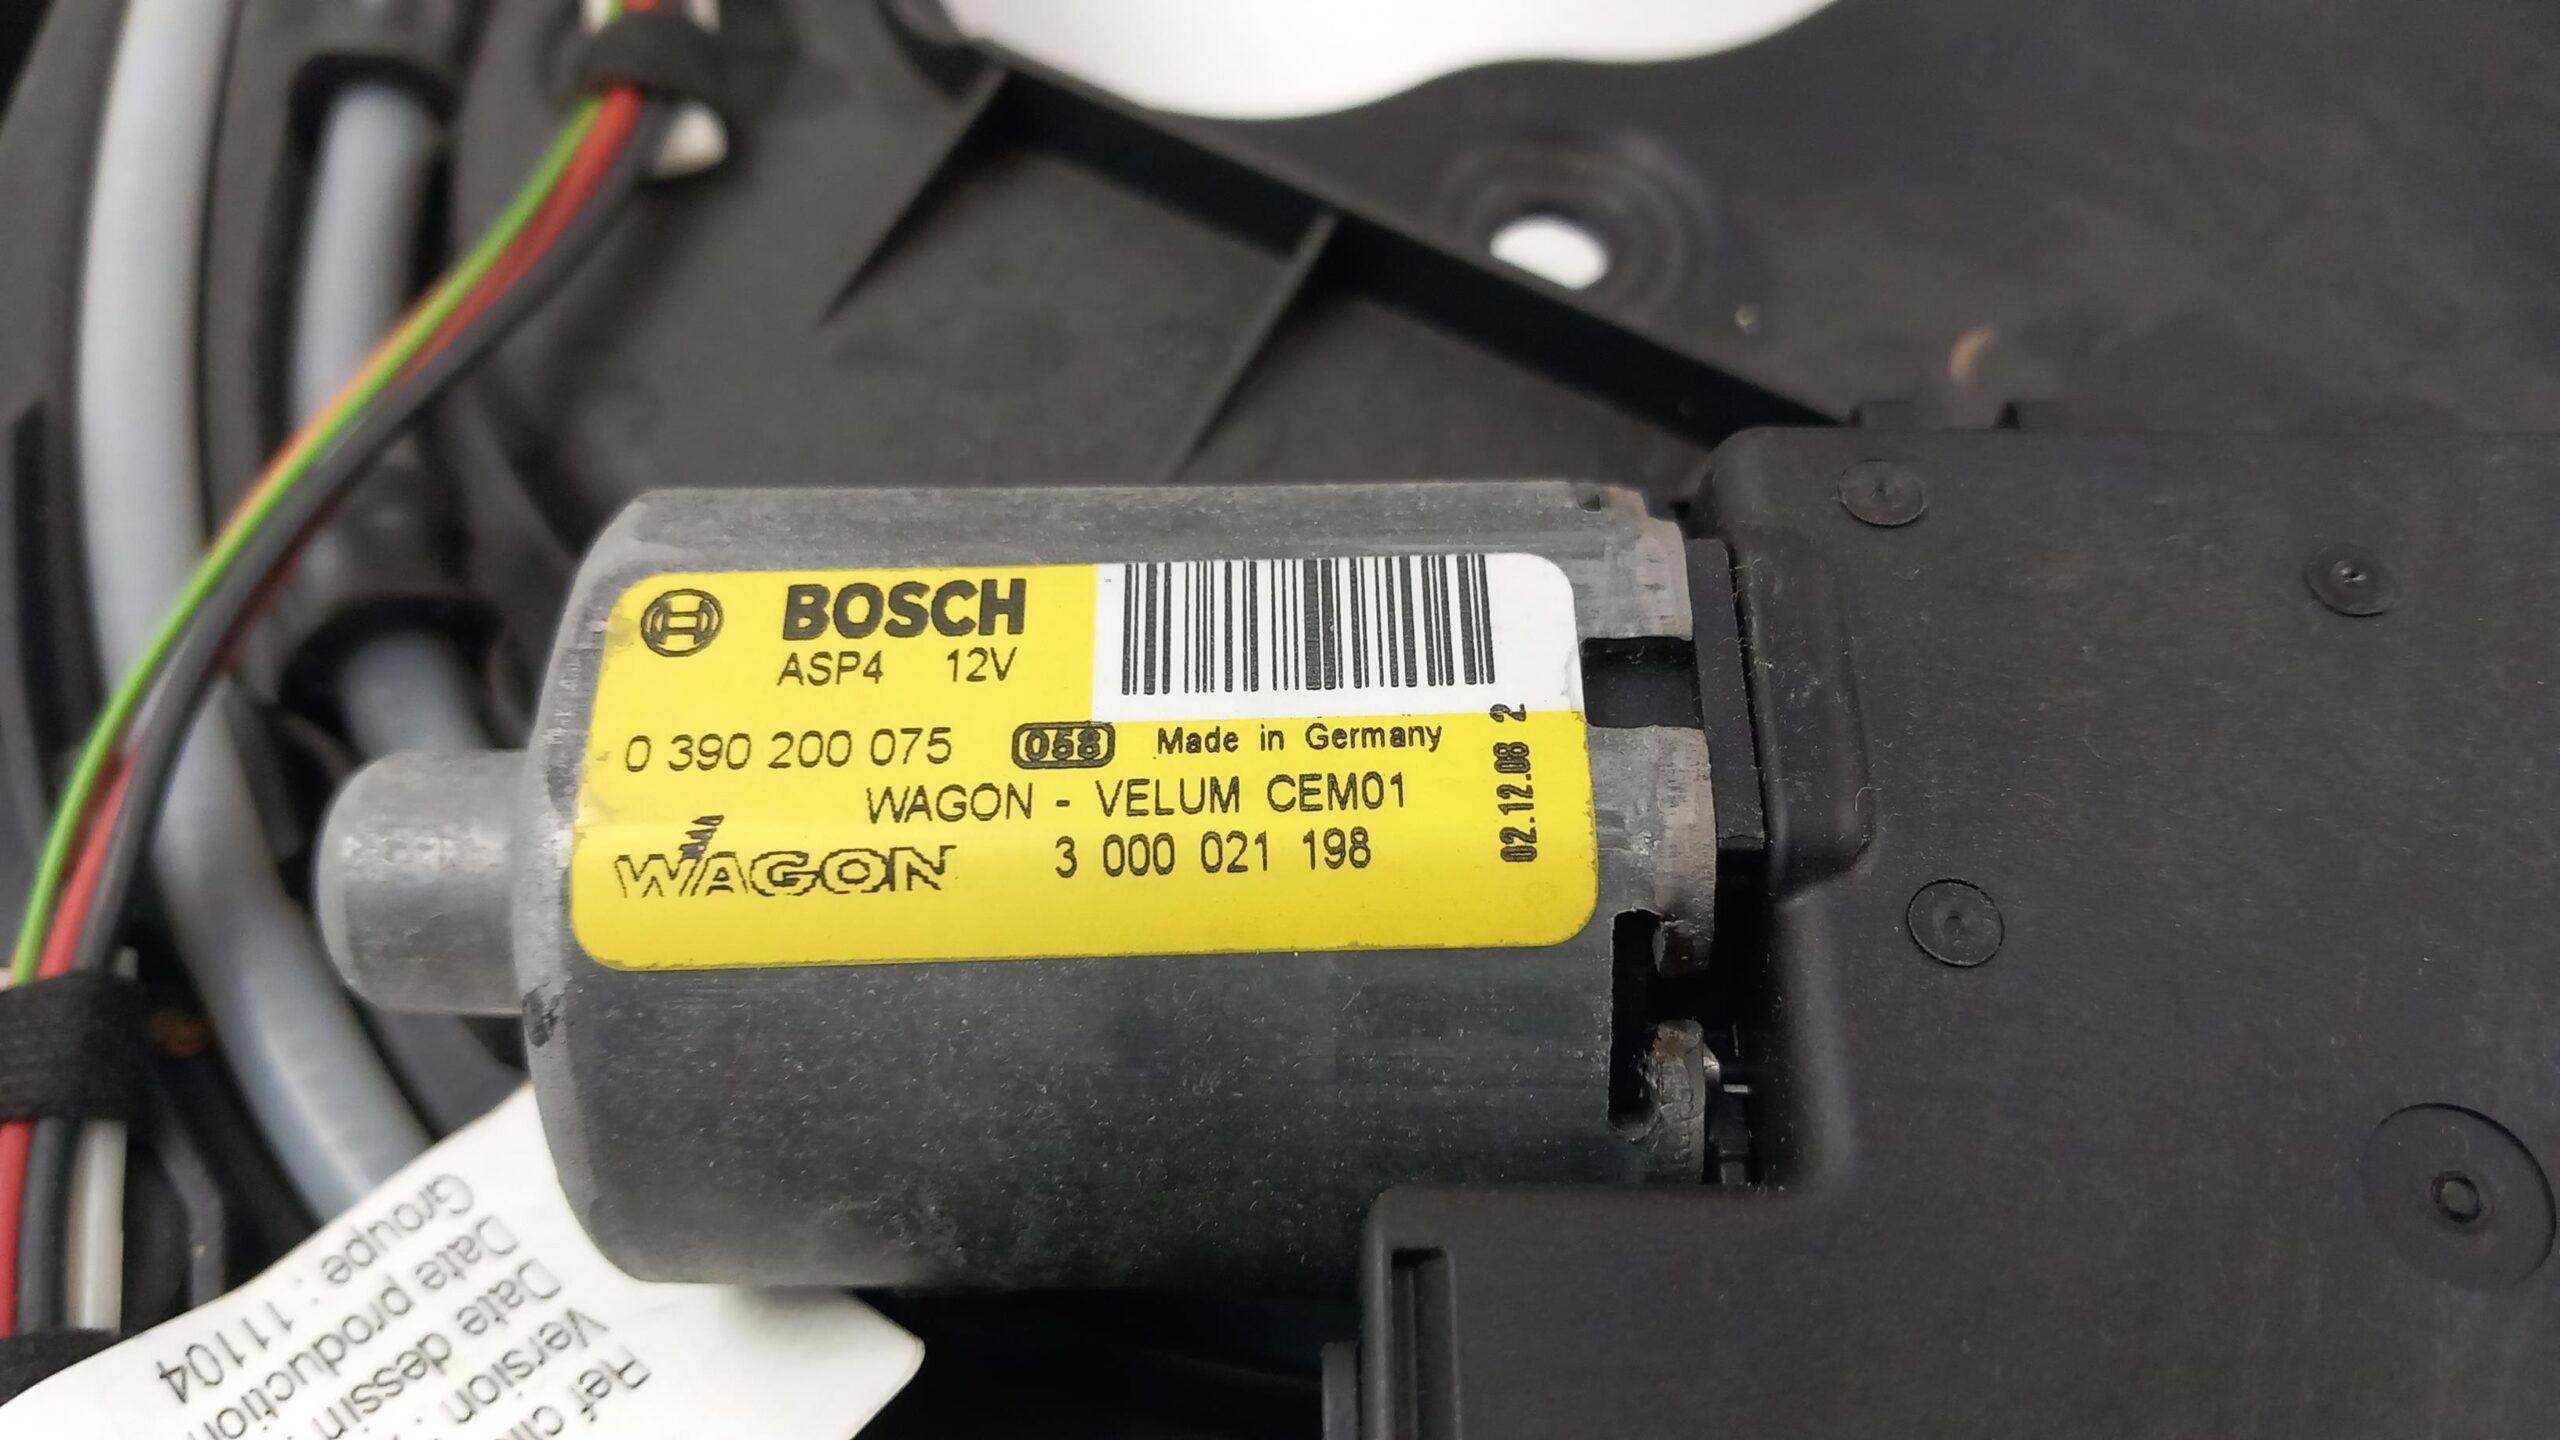 BOSCH
ASP4 12V
0 390 200 075 Made in Germany
WAGON - VELUM CEM01
WAGON 3 000 021 198
02.12.08 2
Ref
Version :
Date dessin :
Date production
Groupe : 11104